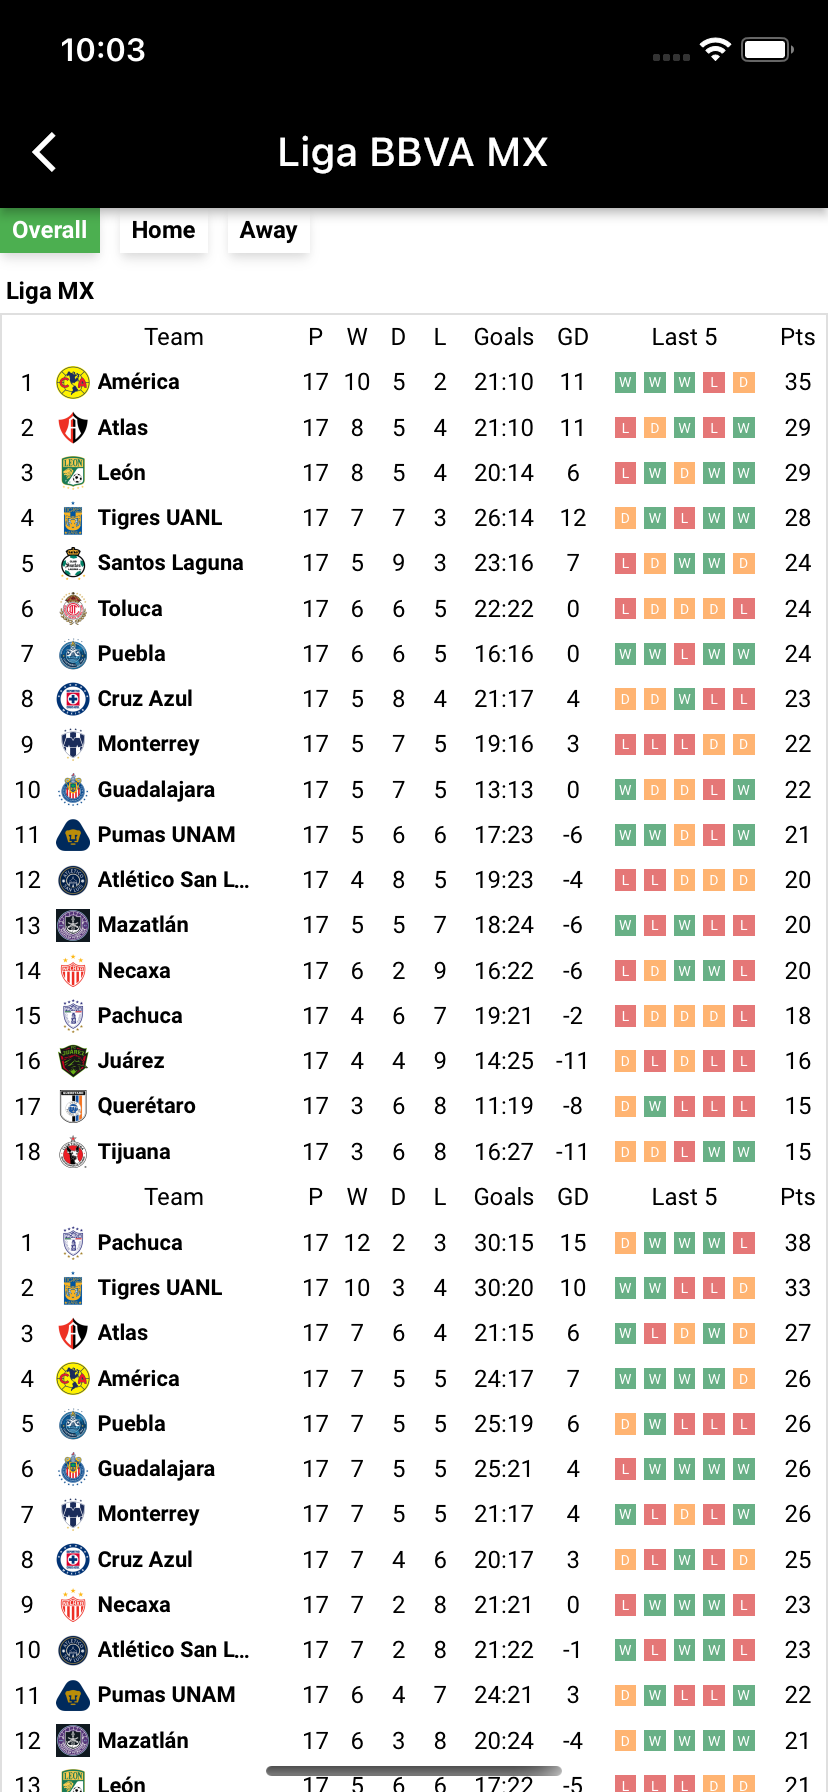 10:03
Liga BBVA MX
Overall Home Away
Liga MX
Team P W D L Goals GD Last 5 Pts
1 América 17 10 5 2 21:10 11 W W W L D 35
2 Atlas 17 8 5 4 21:10 11 L D W L W 29
3 León 17 8 5 4 20:14 6 L W D W W 29
4 Tigres UANL 17 7 7 3 26:14 12 D W L W W 28
5 Santos Laguna 17 5 9 3 23:16 7 L D W W D 24
6 Toluca 17 6 6 5 22:22 0 L D D D L 24
7 Puebla 17 6 6 5 16:16 0 W W L W W 24
8 Cruz Azul 17 5 8 4 21:17 4 D D W L L 23
9 Monterrey 17 5 7 5 19:16 3 L L L D D 22
10 Guadalajara 17 5 7 5 13:13 0 W D D L W 22
11 Pumas UNAM 17 5 6 6 17:23 -6 W W D L W 21
12 Atlético San L... 17 4 8 5 19:23 -4 L L D D D 20
13 Mazatlán 17 5 5 7 18:24 -6 W L W L L 20
14 Necaxa 17 6 2 9 16:22 -6 L D W W L 20
15 Pachuca 17 4 6 7 19:21 -2 L D D D L 18
16 Juárez 17 4 4 9 14:25 -11 D L D L L 16
17 Querétaro 17 3 6 8 11:19 -8 D W L L L 15
18 Tijuana 17 3 6 8 16:27 -11 D D L W W 15
Team P W D L Goals GD Last 5 Pts
1 Pachuca 17 12 2 3 30:15 15 D W W W L 38
2 Tigres UANL 17 10 3 4 30:20 10 W W L L D 33
3 Atlas 17 7 6 4 21:15 6 W L D W D 27
4 América 17 7 5 5 24:17 7 W W W W D 26
5 Puebla 17 7 5 5 25:19 6 D W L L L 26
6 Guadalajara 17 7 5 5 25:21 4 L W W W W 26
7 Monterrey 17 7 5 5 21:17 4 W L D L W 26
8 Cruz Azul 17 7 4 6 20:17 3 D L W L D 25
9 Necaxa 17 7 2 8 21:21 0 L W W W L 23
10 Atlético San L... 17 7 2 8 21:22 -1 W L W W L 23
11 Pumas UNAM 17 6 4 7 24:21 3 D W L L W 22
12 Mazatlán 17 6 3 8 20:24 -4 D W W W W 21
13 León 17 5 6 6 17:22 -5 L L L D D 21